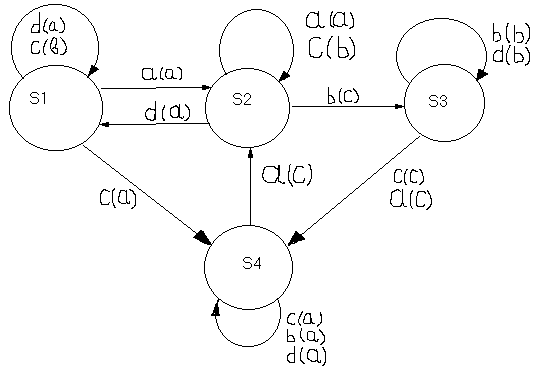 d(a)
c(b)
a(a)
c(b)
b(b)
d(b)
a(a)
S1
S2
b(c)
S3
d(a)
c(a)
a(c)
c(c)
a(c)
S4
c(a)
b(a)
d(a)